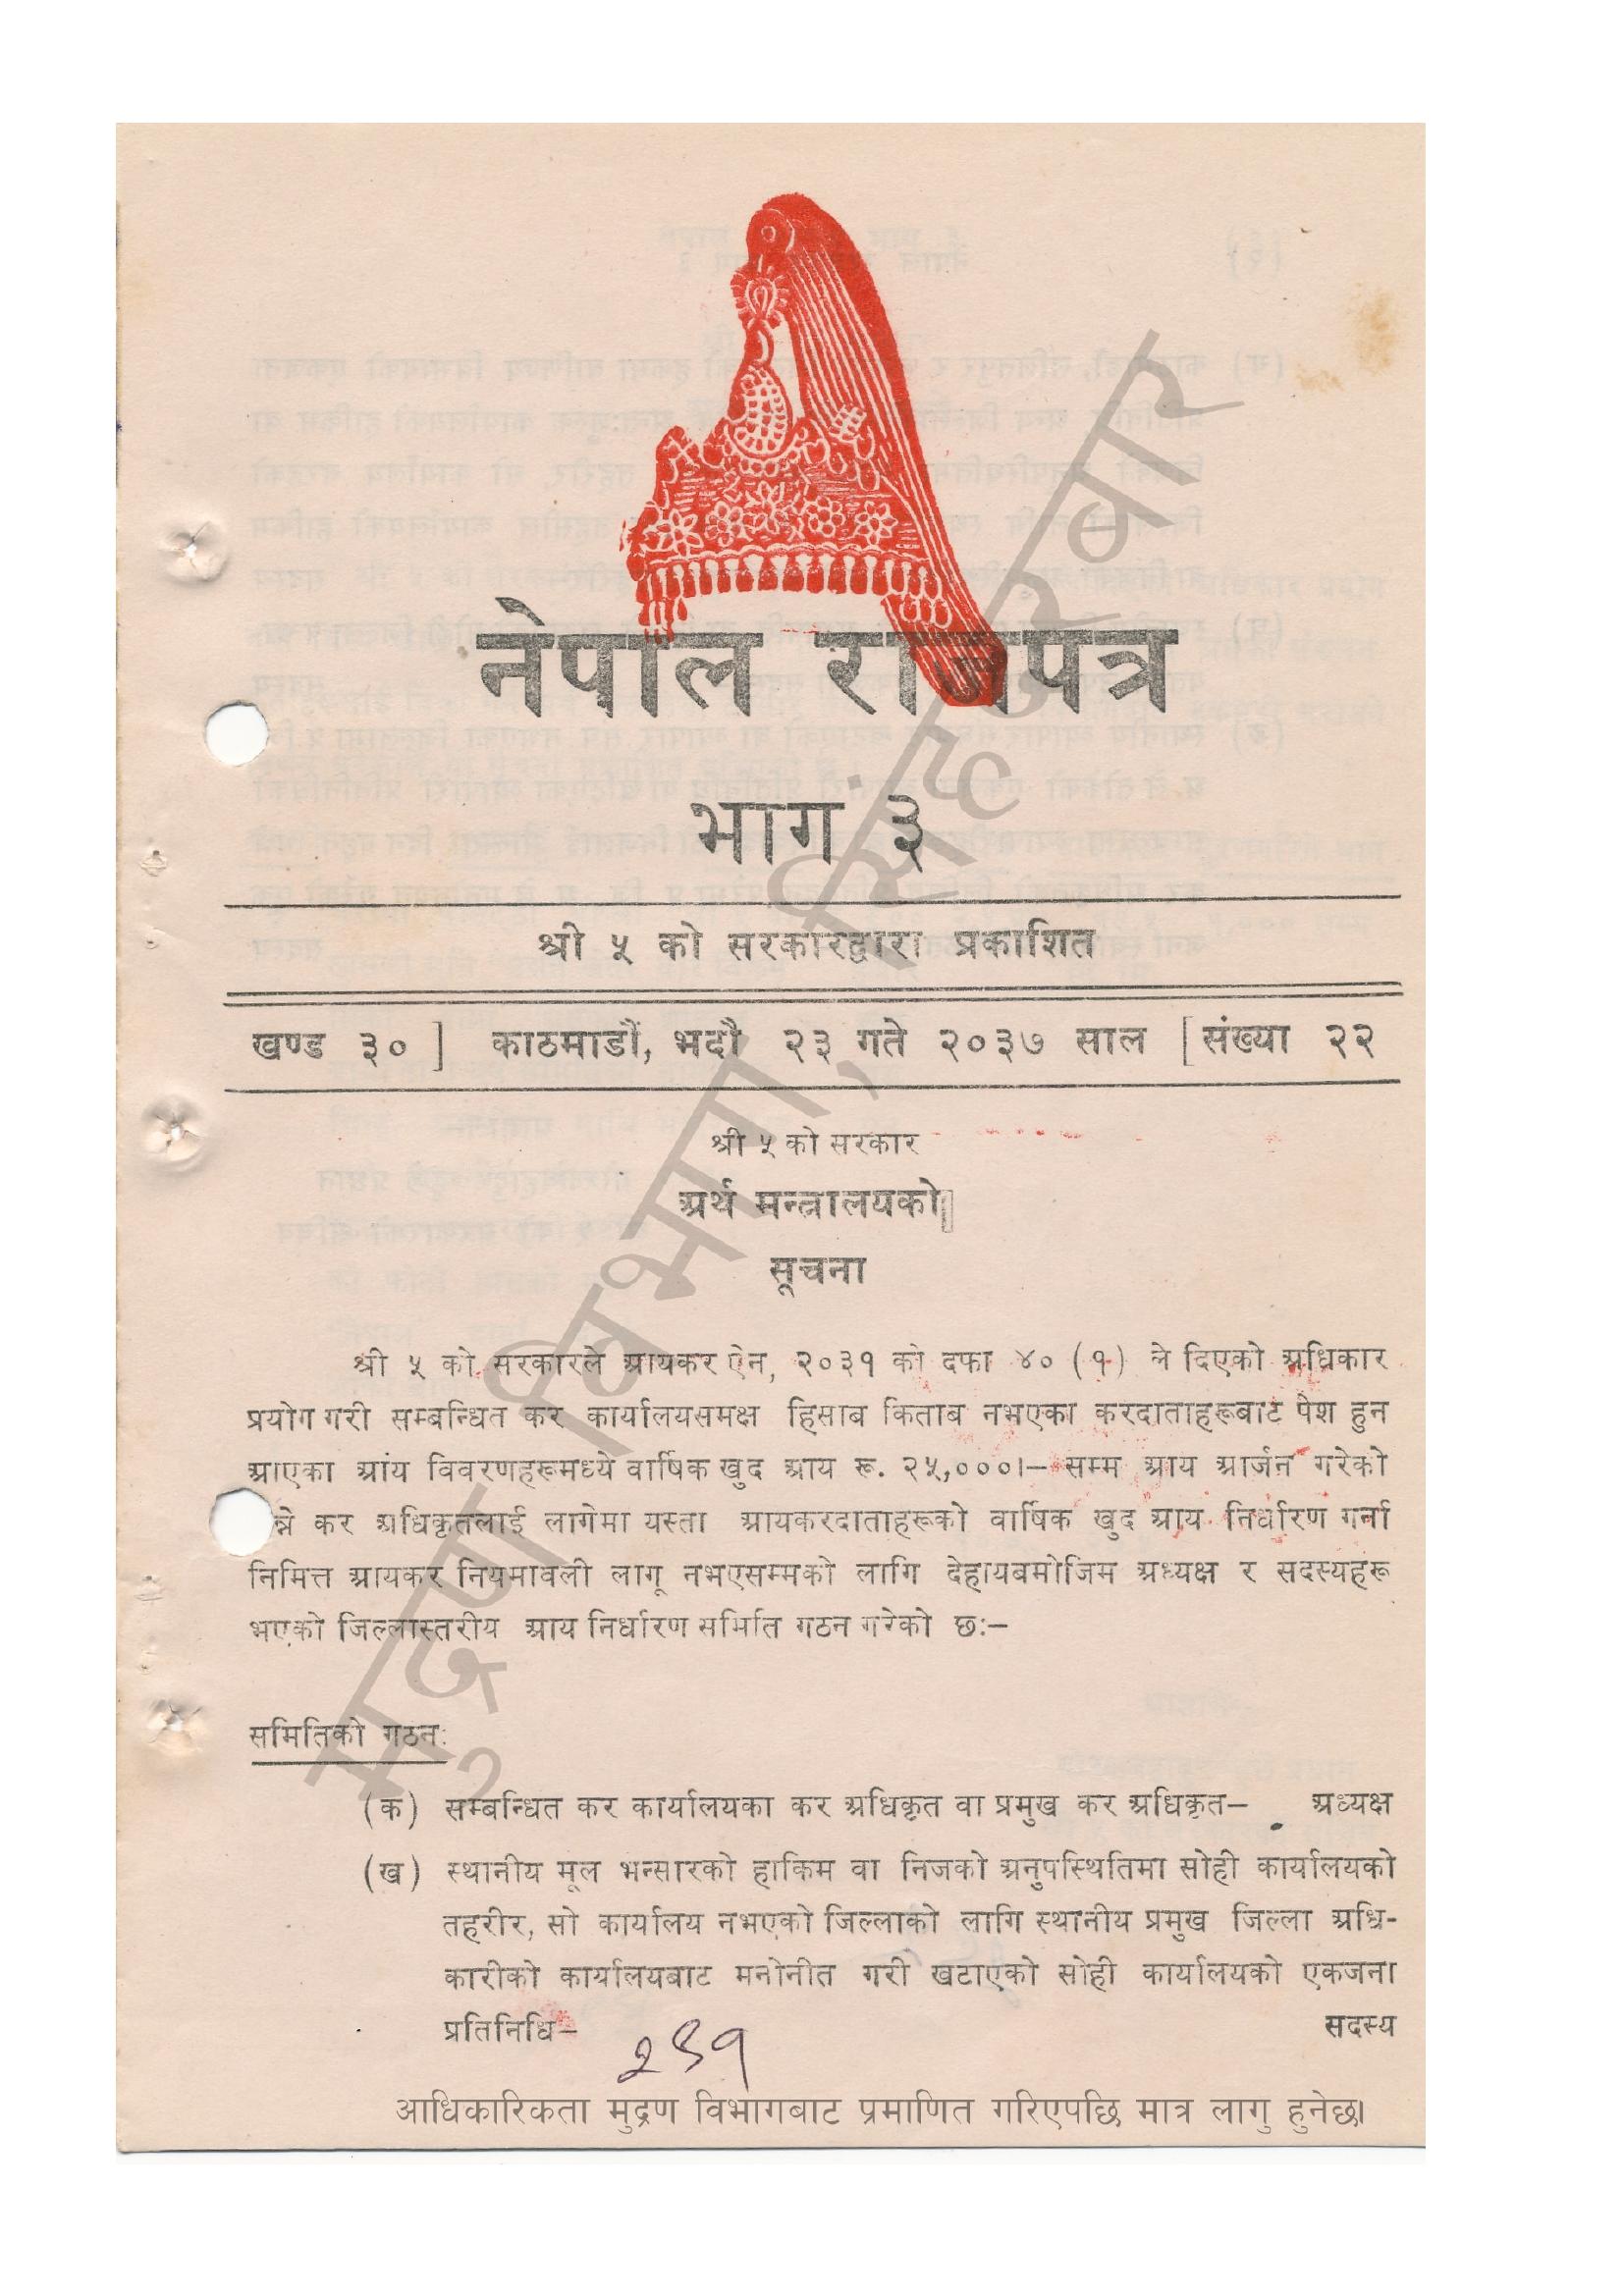 नेपाल राजपत्र
भाग ३
श्री ५ को सरकारद्वारा प्रकाशित
खण्ड ३० ] काठमाडौं, भदौ २३ गते २०३७ साल [ संख्या २२
श्री ५ को सरकार
अर्थ मन्त्रालयको
सूचना
श्री ५ को सरकारले आयकर ऐन, २०३१ को दफा ४० (१) ले दिएको अधिकार
प्रयोग गरी सम्बन्धित कर कार्यालयसमक्ष हिसाब किताब नभएका करदाताहरूबाट पेश हुन
आएका आय विवरणहरूमध्ये वार्षिक खुद आय रू. २५,०००।– सम्म आय आर्जन गरेको
न्ने कर अधिकृतलाई लागेमा यस्ता आयकरदाताहरूको वार्षिक खुद आय निर्धारण गर्ना
निमित्त आयकर नियमावली लागू नभएसम्मको लागि देहायबमोजिम अध्यक्ष र सदस्यहरू
भएको जिल्लास्तरीय आय निर्धारण समिति गठन गरेको छः–
समितिको गठनः
(क) सम्बन्धित कर कार्यालयका कर अधिकृत वा प्रमुख कर अधिकृत– अध्यक्ष
(ख) स्थानीय मूल भन्सारको हाकिम वा निजको अनुपस्थितिमा सोही कार्यालयको
तहरीर, सो कार्यालय नभएको जिल्लाको लागि स्थानीय प्रमुख जिल्ला अधि-
कारीको कार्यालयबाट मनोनीत गरी खटाएको सोही कार्यालयको एकजना
प्रतिनिधि– सदस्य
आधिकारिकता मुद्रण विभागबाट प्रमाणित गरिएपछि मात्र लागु हुनेछ।
मुद्रण विभाग, सिंहदरबार